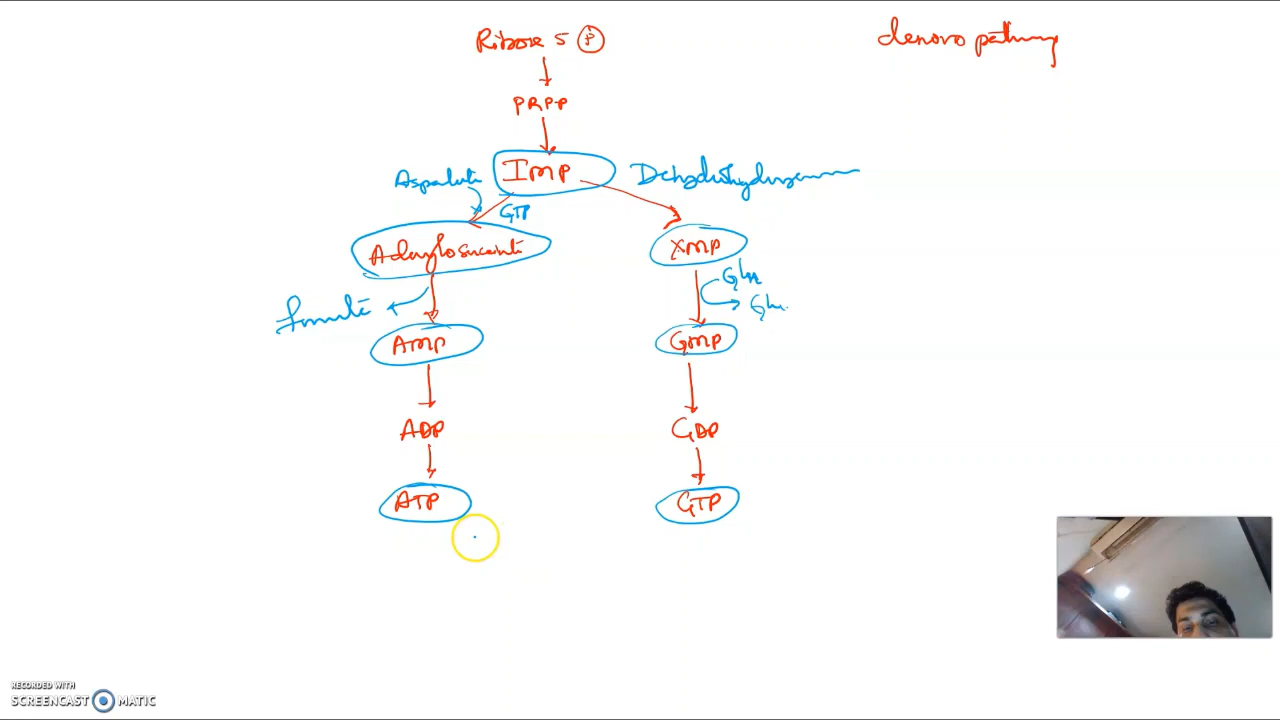 Ribose 5 P
denovo pathway
PRPP
IMP
Aspartate
Dehydrogenase
GTP
Adenylosuccinate
XMP
Gln
Glu
fumarate
AMP
GMP
ADP
GDP
ATP
GTP
RECORDED WITH
SCREENCAST MATIC